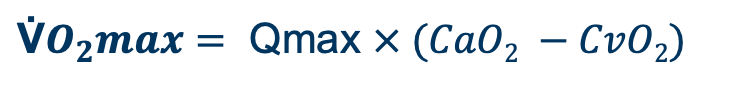 V̇O₂max = Qmax × (CaO₂ − CvO₂)